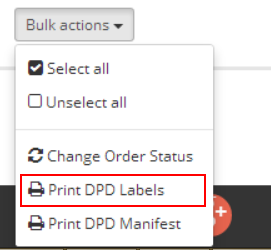 Bulk actions
Select all
Unselect all
Change Order Status
Print DPD Labels
Print DPD Manifest